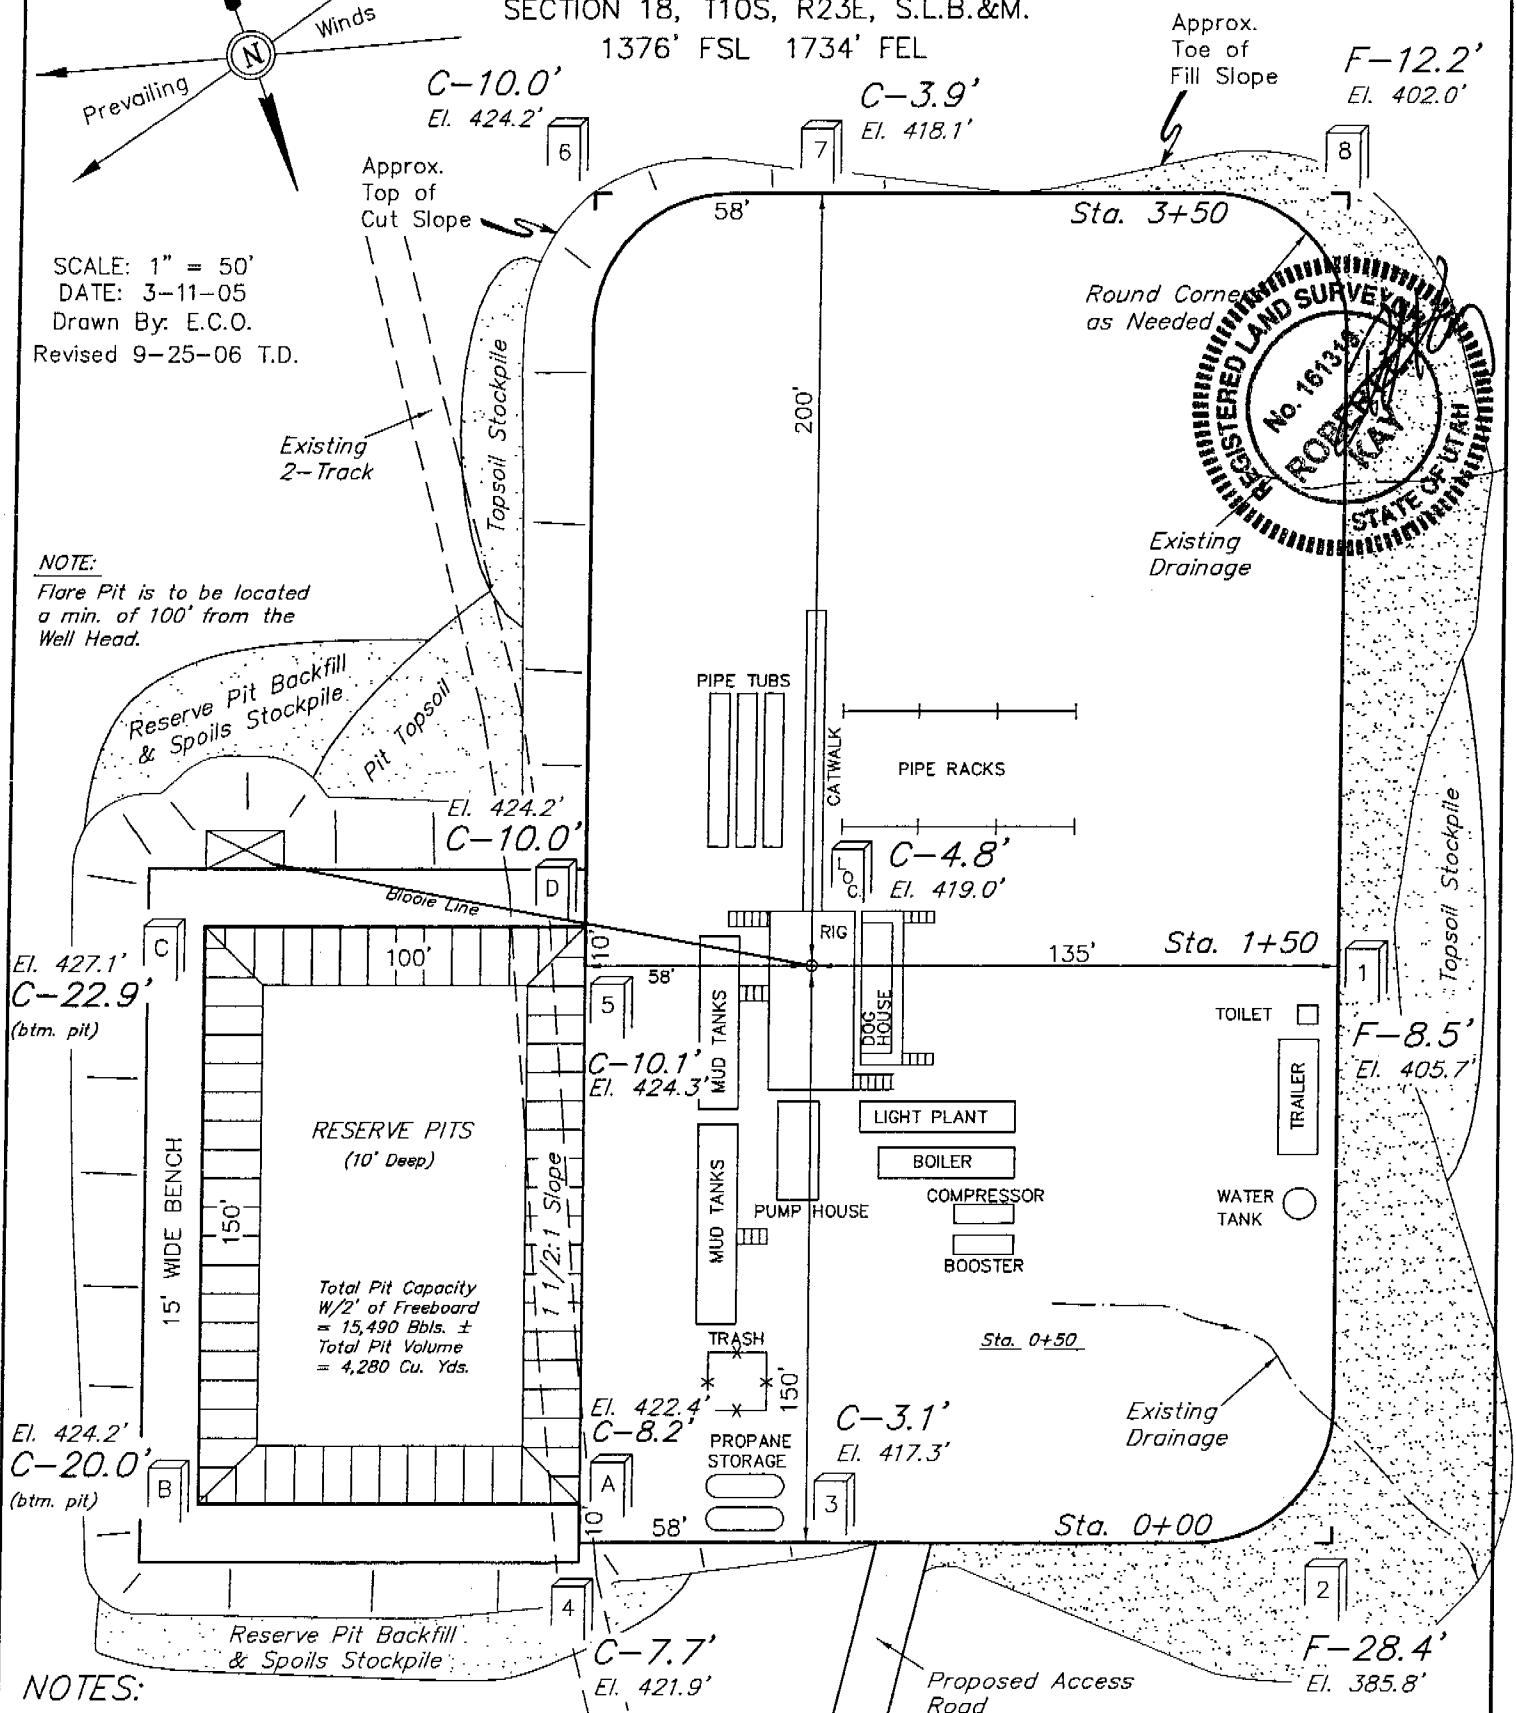 SECTION 18, T10S, R23E, S.L.B.&M.
1376' FSL 1734' FEL
Winds
N
Prevailing
C-10.0'
El. 424.2'
6
C-3.9'
El. 418.1'
7
Approx.
Toe of
Fill Slope
F-12.2'
El. 402.0'
8
Approx.
Top of
Cut Slope
58'
Sta. 3+50
SCALE: 1" = 50'
DATE: 3-11-05
Drawn By: E.C.O.
Revised 9-25-06 T.D.
Round Corners
as Needed
REGISTERED LAND SURVEYOR
No. 161319
ROBERT
KAY
STATE OF UTAH
Topsoil Stockpile
200'
Existing
2-Track
Existing
Drainage
NOTE:
Flare Pit is to be located
a min. of 100' from the
Well Head.
Reserve Pit Backfill
& Spoils Stockpile
Pit Topsoil
PIPE TUBS
CATWALK
PIPE RACKS
Topsoil Stockpile
El. 424.2'
C-10.0'
D
LOC.
C-4.8'
El. 419.0'
Blooie Line
RIG
C
El. 427.1'
C-22.9'
(btm. pit)
100'
10'
58'
135'
Sta. 1+50
1
5
C-10.1'
El. 424.3'
MUD TANKS
DOG
HOUSE
TOILET
F-8.5'
El. 405.7'
TRAILER
RESERVE PITS
(10' Deep)
LIGHT PLANT
BOILER
15' WIDE BENCH
150'
1 1/2:1 Slope
MUD TANKS
PUMP HOUSE
COMPRESSOR
BOOSTER
WATER
TANK
Total Pit Capacity
W/2' of Freeboard
= 15,490 Bbls. ±
Total Pit Volume
= 4,280 Cu. Yds.
TRASH
Sta. 0+50
150'
El. 422.4'
C-8.2'
A
El. 424.2'
C-20.0'
(btm. pit)
B
PROPANE
STORAGE
C-3.1'
El. 417.3'
3
Existing
Drainage
10'
58'
Sta. 0+00
2
4
Reserve Pit Backfill
& Spoils Stockpile
C-7.7'
El. 421.9'
F-28.4'
El. 385.8'
NOTES:
Proposed Access
Road